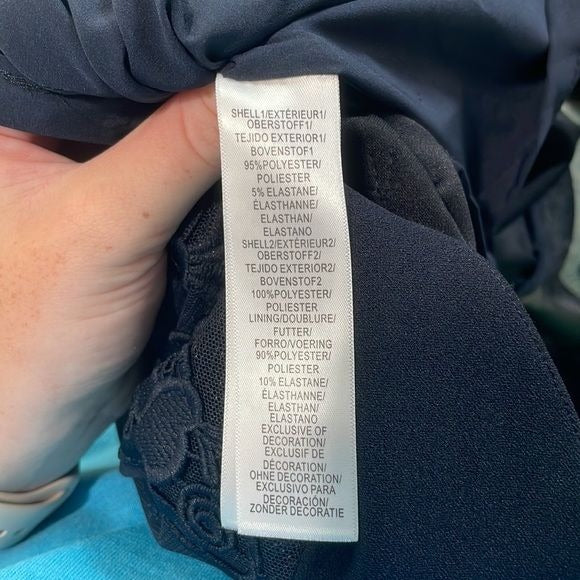 SHELL1/EXTÉRIEUR1/
OBERSTOFF1/
TEJIDO EXTERIOR1/
BOVENSTOF1
95%POLYESTER/
POLIESTER
5% ELASTANE/
ÉLASTHANNE/
ELASTHAN/
ELASTANO
SHELL2/EXTÉRIEUR2/
OBERSTOFF2/
TEJIDO EXTERIOR2/
BOVENSTOF2
100%POLYESTER/
POLIESTER
LINING/DOUBLURE/
FUTTER/
FORRO/VOERING
90%POLYESTER/
POLIESTER
10% ELASTANE/
ÉLASTHANNE/
ELASTHAN/
ELASTANO
EXCLUSIVE OF
DECORATION/
EXCLUSIF DE
DÉCORATION/
OHNE DECORATION/
EXCLUSIVO PARA
DECORACIÓN/
ZONDER DECORATIE